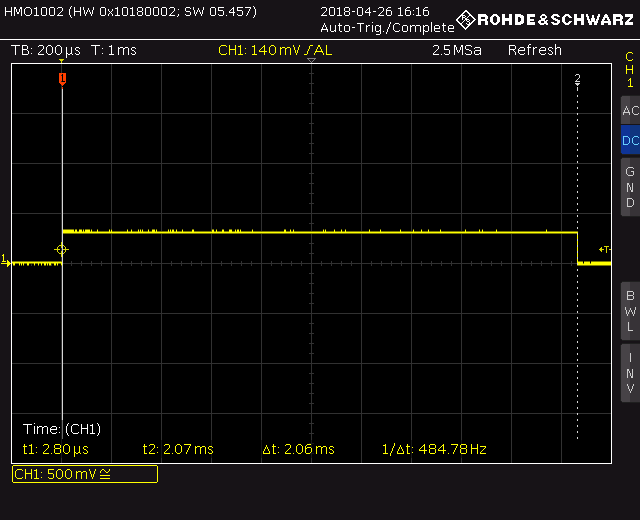 HMO1002 (HW 0x10180002; SW 05.457)
2018-04-26 16:16
Auto-Trig./Complete
ROHDE&SCHWARZ
TB: 200µs T: 1ms CH1: 140mV AL 2.5MSa Refresh
CH1
2
AC
DC
GND
1
T
BWL
INV
Time: (CH1)
t1: 2.80µs t2: 2.07ms Δt: 2.06ms 1/Δt: 484.78Hz
CH1: 500mV